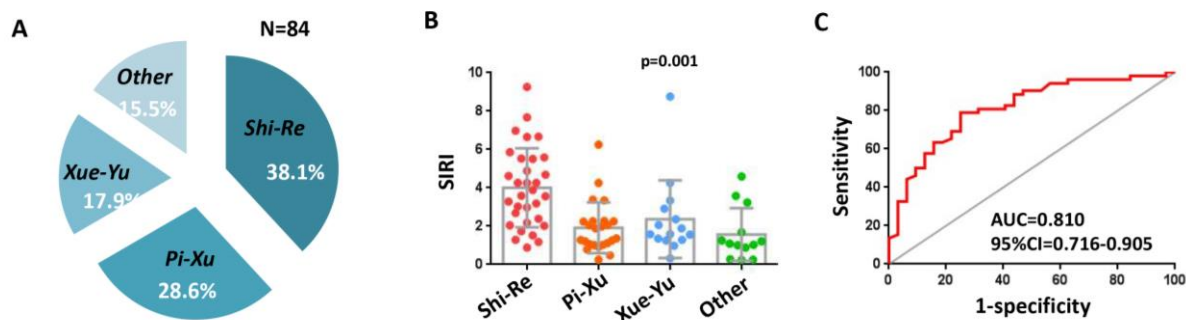 A
N=84
Other
15.5%
Shi-Re
38.1%
Xue-Yu
17.9%
Pi-Xu
28.6%
B
p=0.001
SIRI
10
8
6
4
2
0
Shi-Re
Pi-Xu
Xue-Yu
Other
C
Sensitivity
100
80
60
40
20
0
AUC=0.810
95%CI=0.716-0.905
0 20 40 60 80 100
1-specificity